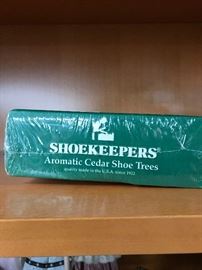 SHOEKEEPERS®
Aromatic Cedar Shoe Trees
quality made in the U.S.A. since 1922